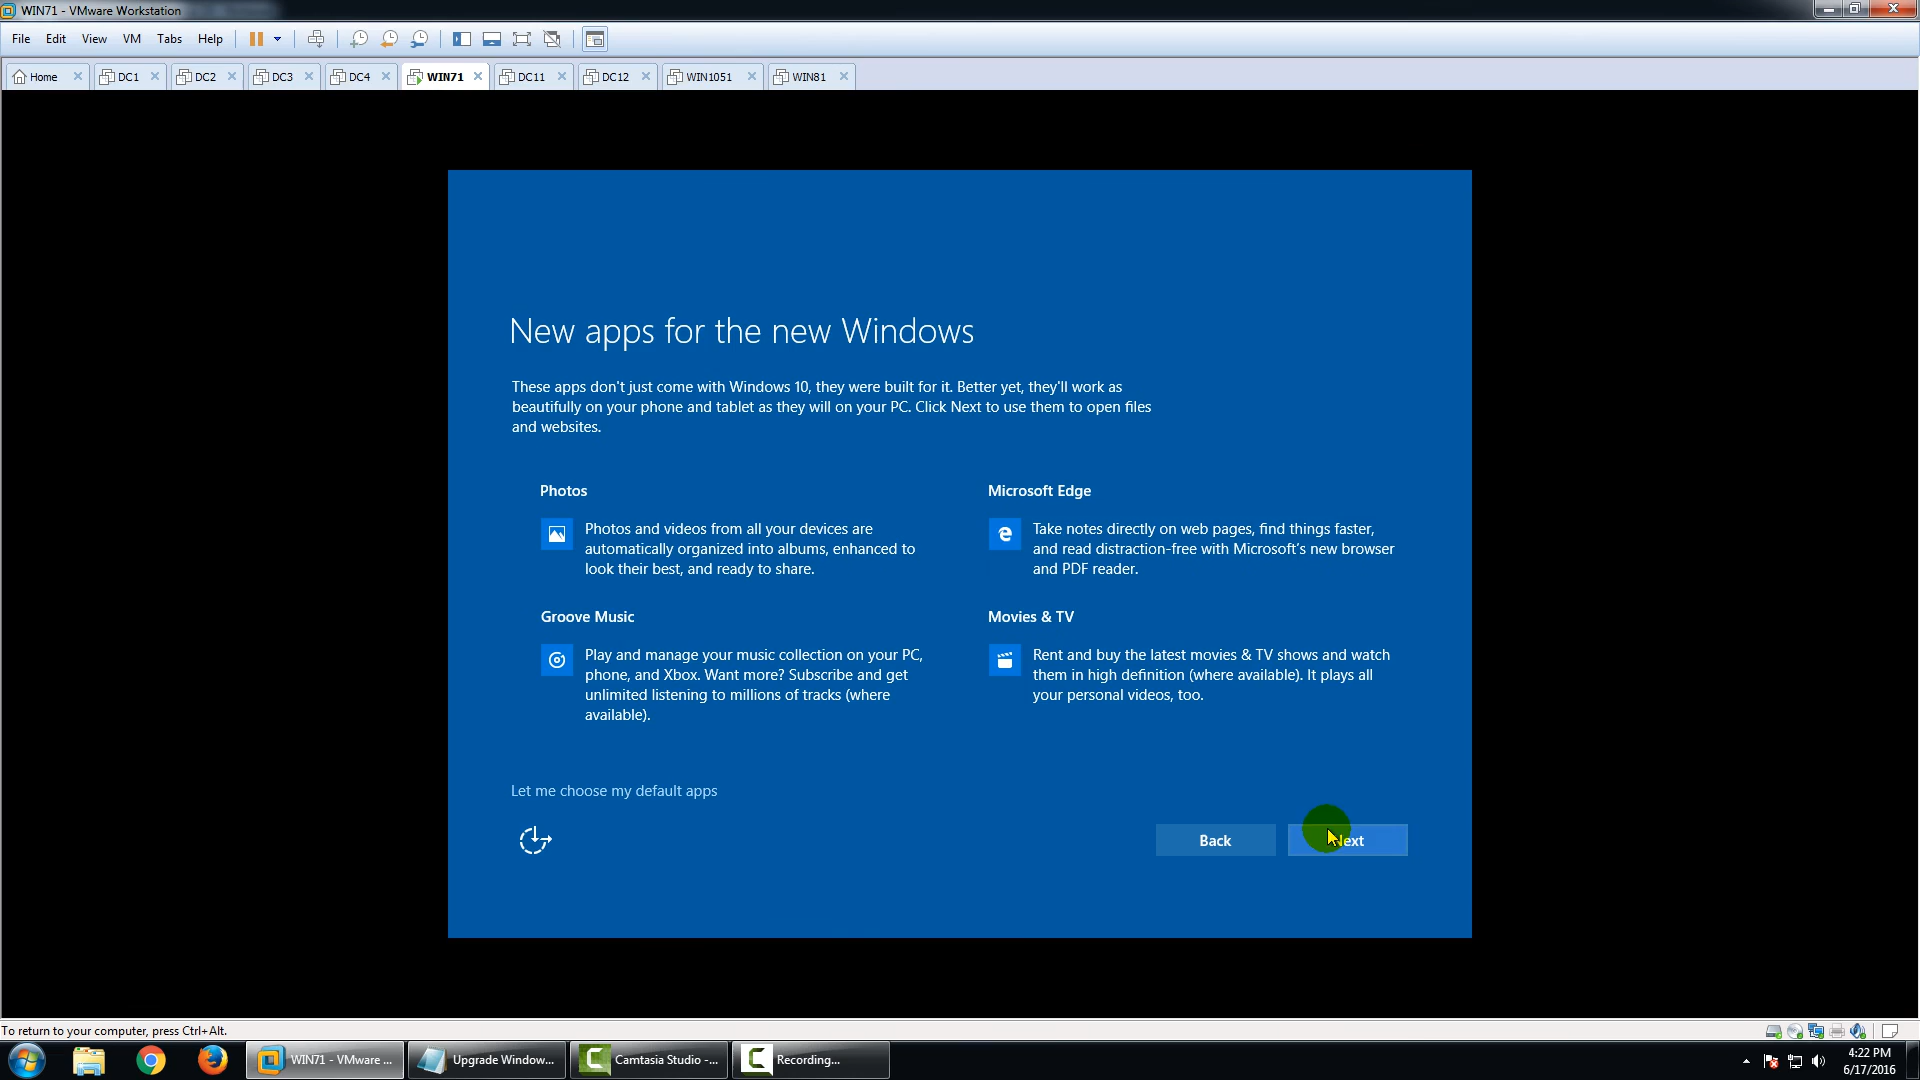 WIN71 - VMware Workstation
File Edit View VM Tabs Help
Home DC1 DC2 DC3 DC4 WIN71 DC11 DC12 WIN1051 WIN81
New apps for the new Windows
These apps don't just come with Windows 10, they were built for it. Better yet, they'll work as
beautifully on your phone and tablet as they will on your PC. Click Next to use them to open files
and websites.
Photos
Photos and videos from all your devices are
automatically organized into albums, enhanced to
look their best, and ready to share.
Microsoft Edge
Take notes directly on web pages, find things faster,
and read distraction-free with Microsoft's new browser
and PDF reader.
Groove Music
Play and manage your music collection on your PC,
phone, and Xbox. Want more? Subscribe and get
unlimited listening to millions of tracks (where
available).
Movies & TV
Rent and buy the latest movies & TV shows and watch
them in high definition (where available). It plays all
your personal videos, too.
Let me choose my default apps
Back Next
To return to your computer, press Ctrl+Alt.
WIN71 - VMware ... Upgrade Window... Camtasia Studio -... Recording...
4:22 PM
6/17/2016